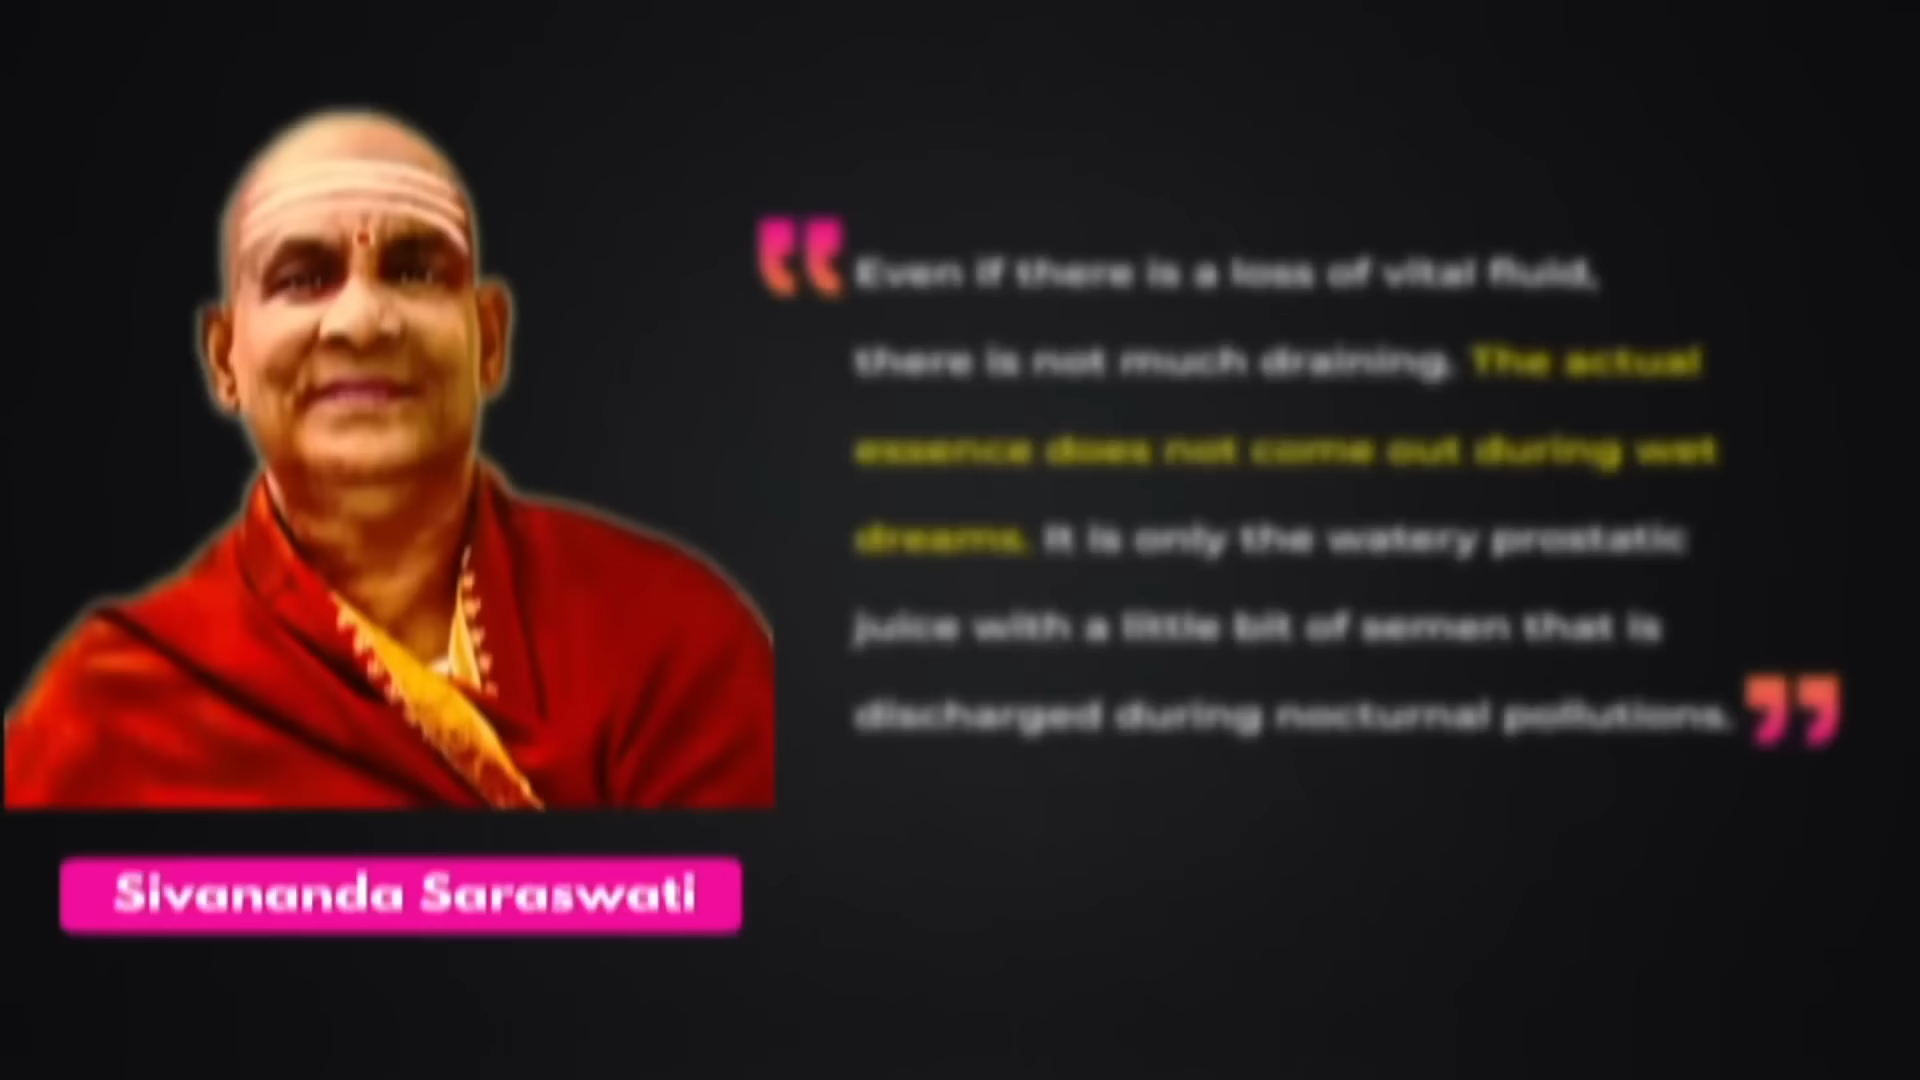 Even if there is a loss of vital fluid,
there is not much draining. The actual
essence does not come out during wet
dreams. It is only the watery prostatic
juice with a little bit of semen that is
discharged during nocturnal pollutions.
Sivananda Saraswati